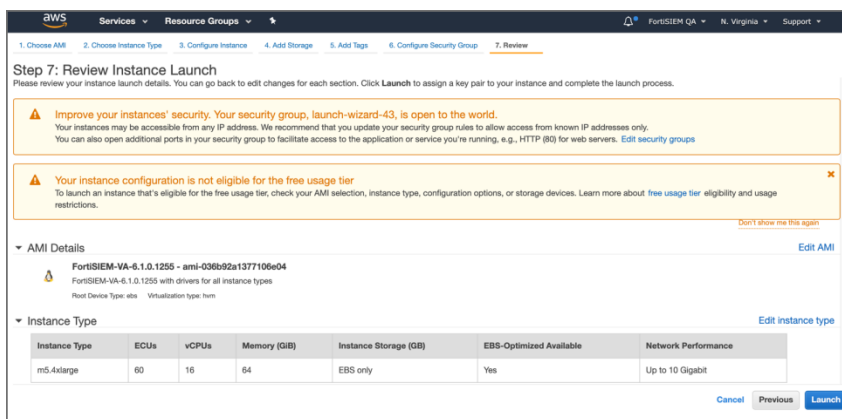 aws Services Resource Groups FortiSIEM QA N. Virginia Support
1. Choose AMI 2. Choose Instance Type 3. Configure Instance 4. Add Storage 5. Add Tags 6. Configure Security Group 7. Review
Step 7: Review Instance Launch
Please review your instance launch details. You can go back to edit changes for each section. Click Launch to assign a key pair to your instance and complete the launch process.
Improve your instances' security. Your security group, launch-wizard-43, is open to the world.
Your instances may be accessible from any IP address. We recommend that you update your security group rules to allow access from known IP addresses only.
You can also open additional ports in your security group to facilitate access to the application or service you're running, e.g., HTTP (80) for web servers. Edit security groups
Your instance configuration is not eligible for the free usage tier
To launch an instance that's eligible for the free usage tier, check your AMI selection, instance type, configuration options, or storage devices. Learn more about free usage tier eligibility and usage
restrictions.
Don't show me this again
AMI Details Edit AMI
FortiSIEM-VA-6.1.0.1255 - ami-036b92a1377106e04
FortiSIEM-VA-6.1.0.1255 with drivers for all instance types
Root Device Type: ebs Virtualization type: hvm
Instance Type Edit instance type
Instance Type ECUs vCPUs Memory (GiB) Instance Storage (GB) EBS-Optimized Available Network Performance
m5.4xlarge 60 16 64 EBS only Yes Up to 10 Gigabit
Cancel Previous Launch